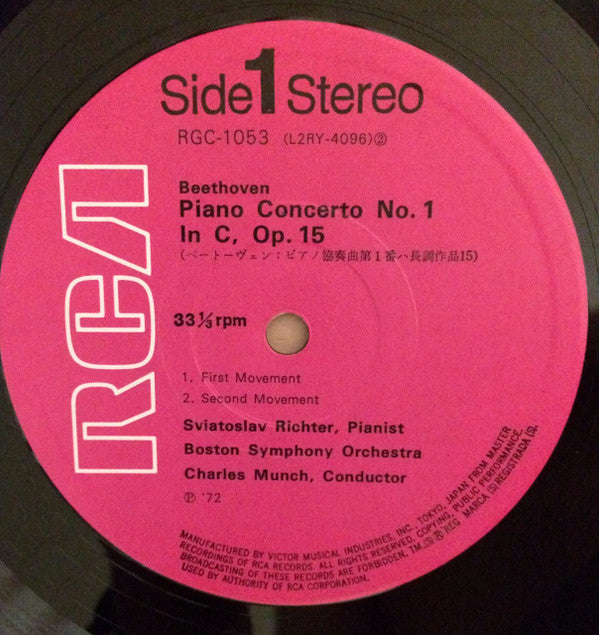 Side 1 Stereo
RGC-1053 (L2RY-4096)②
Beethoven
Piano Concerto No. 1
In C, Op. 15
(ベートーヴェン：ピアノ協奏曲第1番ハ長調作品15)
33 1/3 rpm
1. First Movement
2. Second Movement
Sviatoslav Richter, Pianist
Boston Symphony Orchestra
Charles Munch, Conductor
Ⓟ '72
RCA
MANUFACTURED BY VICTOR MUSICAL INDUSTRIES, INC., TOKYO, JAPAN FROM MASTER
RECORDINGS OF RCA RECORDS. ALL RIGHTS RESERVED, COPYING, PUBLIC PERFORMANCE,
BROADCASTING OF THESE RECORDS ARE FORBIDDEN, TM.,(S) Ⓡ REG MARCA (S) REGISTRADA (S).
USED BY AUTHORITY OF RCA CORPORATION.